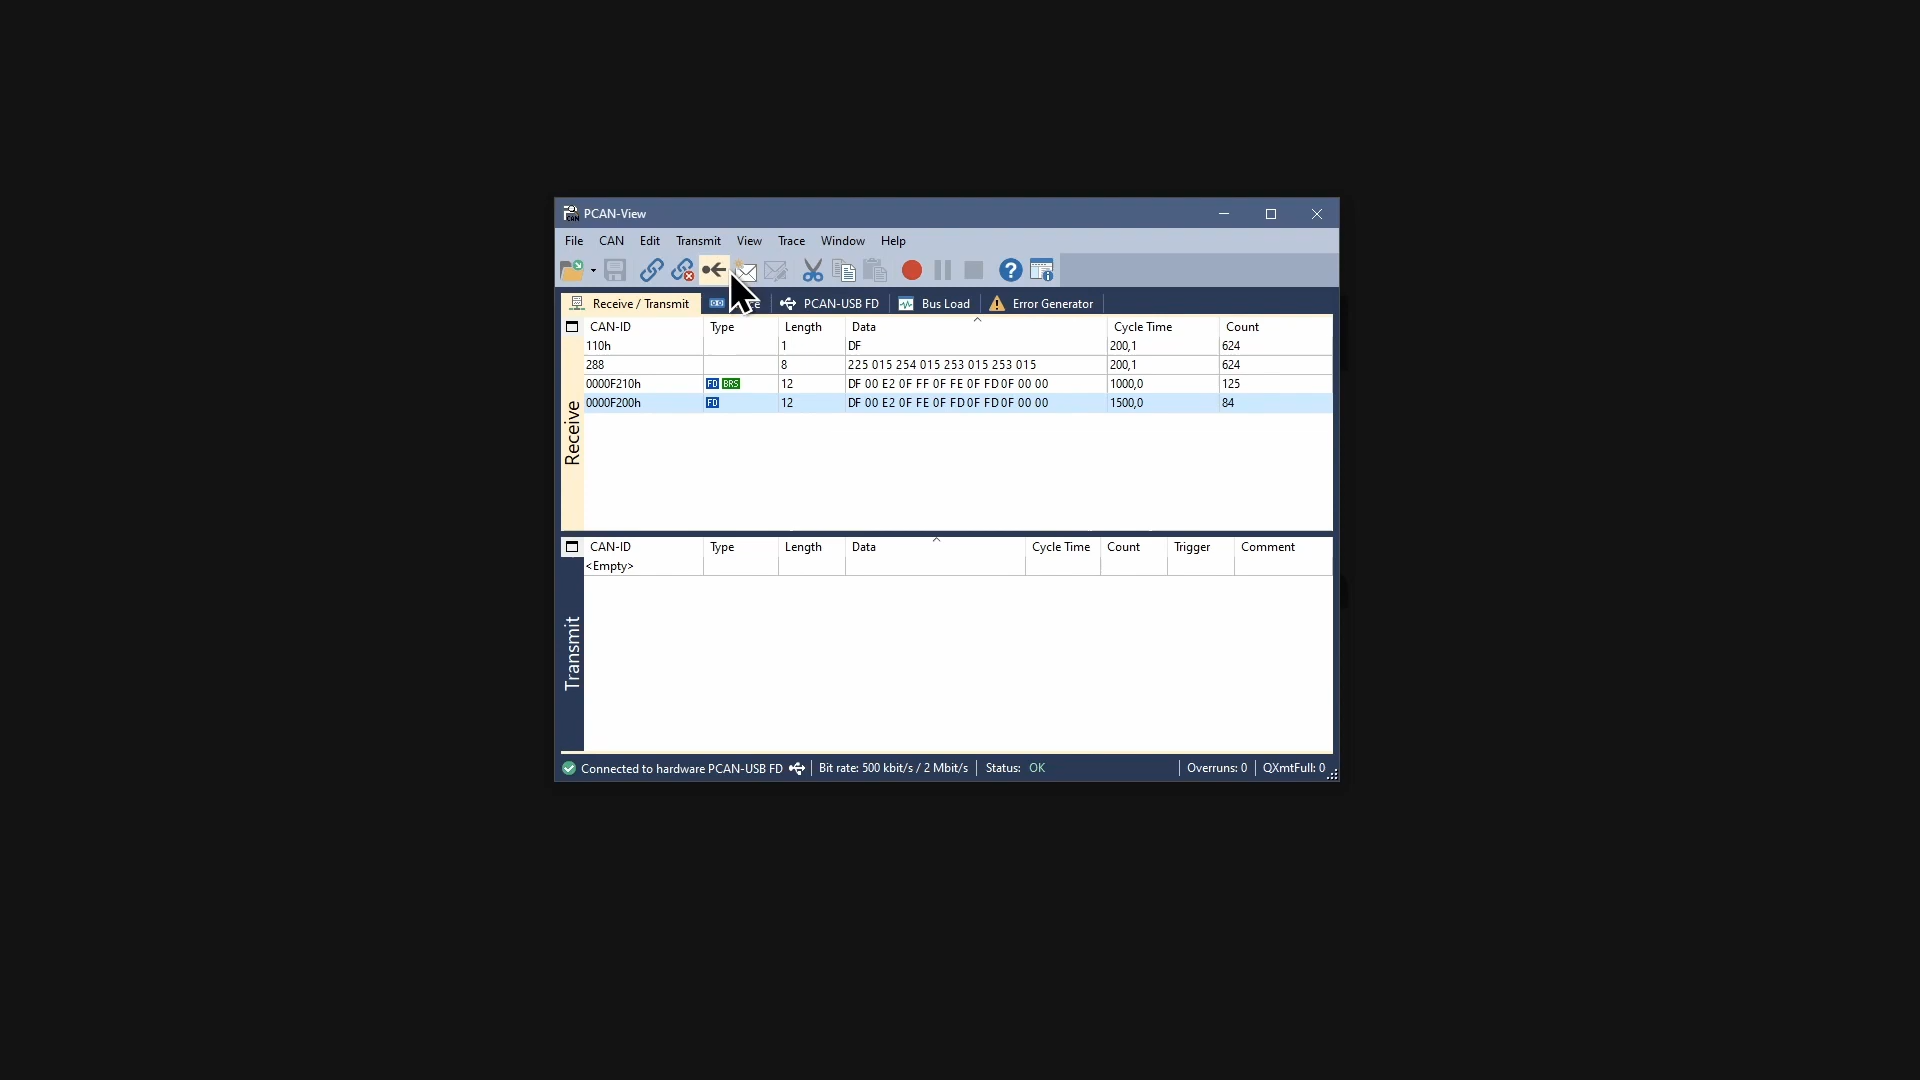 PCAN-View
File CAN Edit Transmit View Trace Window Help
Receive / Transmit PCAN-USB FD Bus Load Error Generator
CAN-ID Type Length Data Cycle Time Count
110h 1 DF 200,1 624
288 8 225 015 254 015 253 015 253 015 200,1 624
0000F210h FD BRS 12 DF 00 E2 0F FF 0F FE 0F FD 0F 00 00 1000,0 125
0000F200h FD 12 DF 00 E2 0F FE 0F FD 0F FD 0F 00 00 1500,0 84
Receive
CAN-ID Type Length Data Cycle Time Count Trigger Comment
<Empty>
Transmit
Connected to hardware PCAN-USB FD Bit rate: 500 kbit/s / 2 Mbit/s Status: OK Overruns: 0 QXmtFull: 0